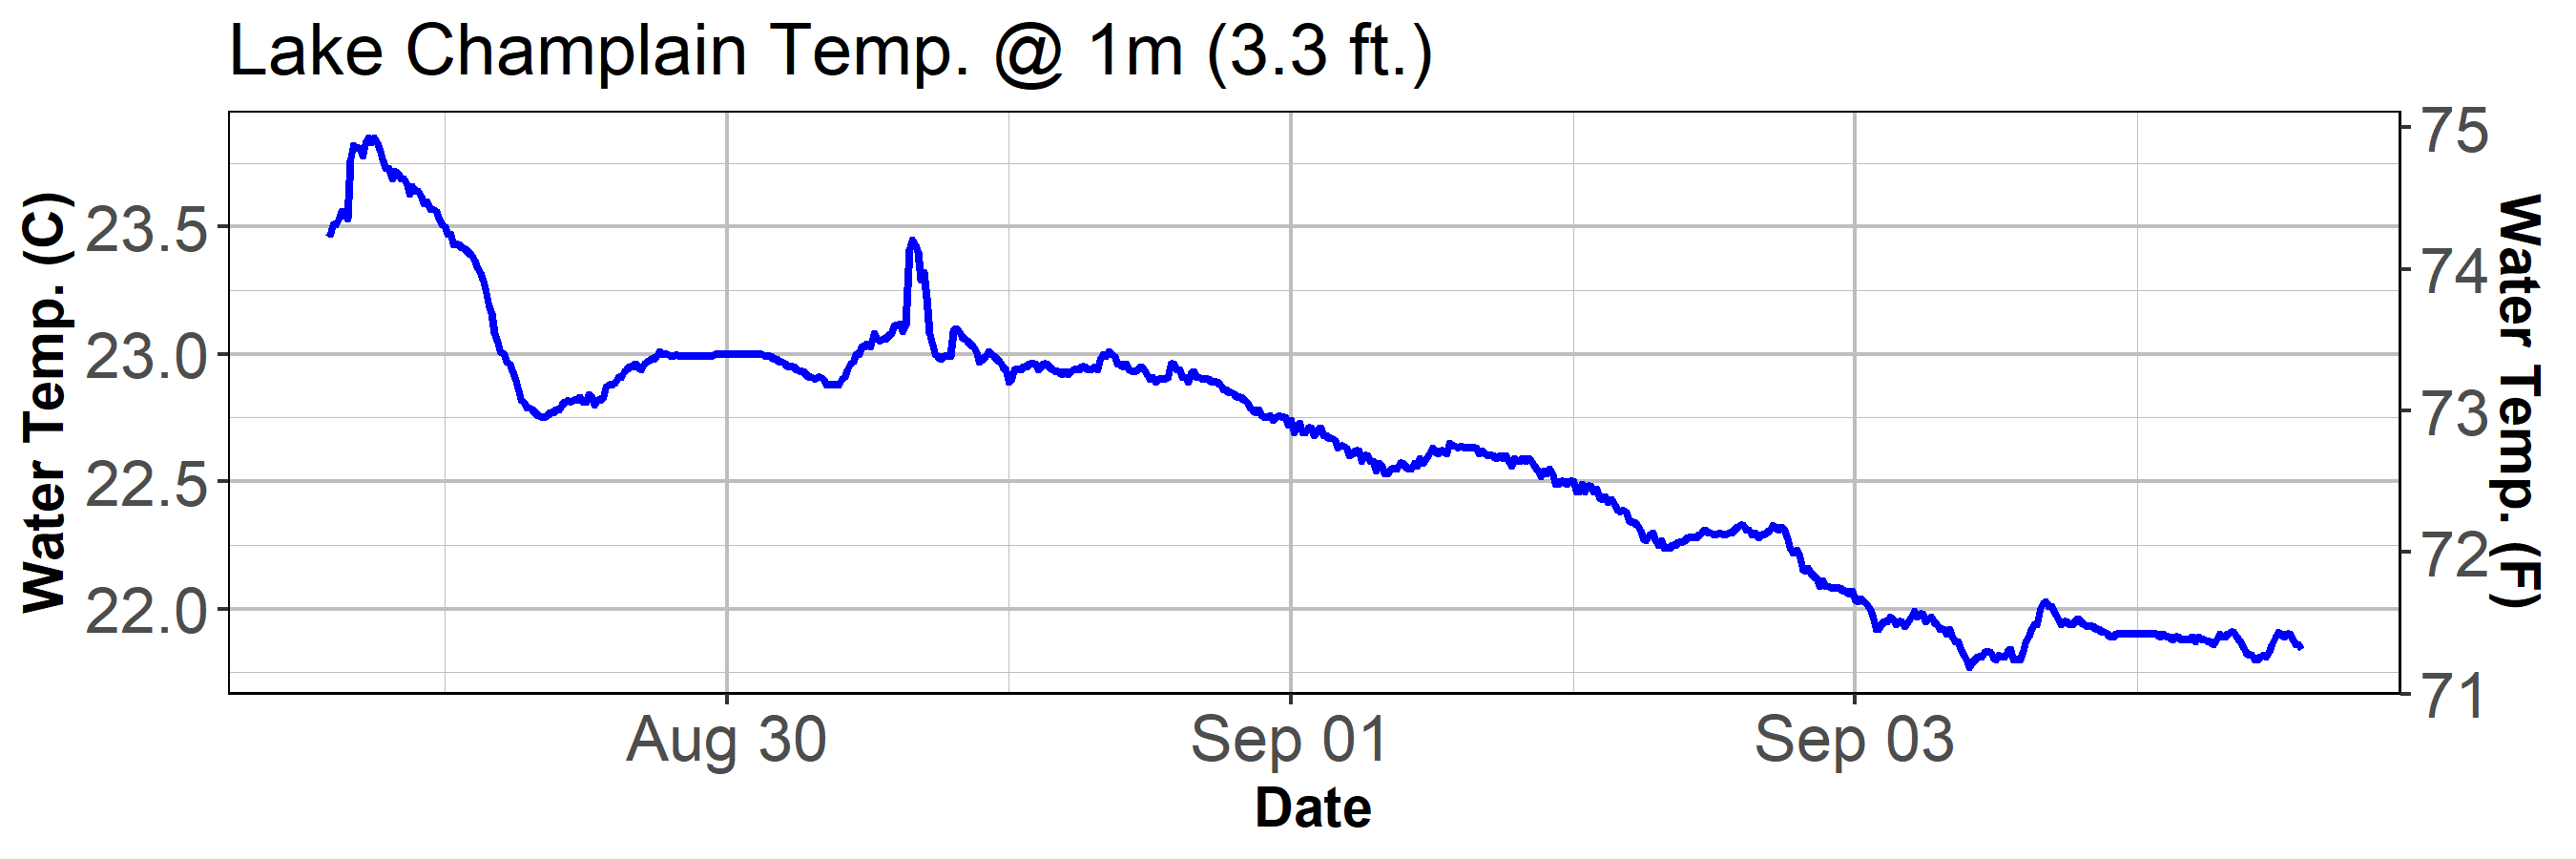 Lake Champlain Temp. @ 1m (3.3 ft.)
Water Temp. (C)
23.5
23.0
22.5
22.0
75
74
73
72
71
Water Temp. (F)
Aug 30
Sep 01
Sep 03
Date